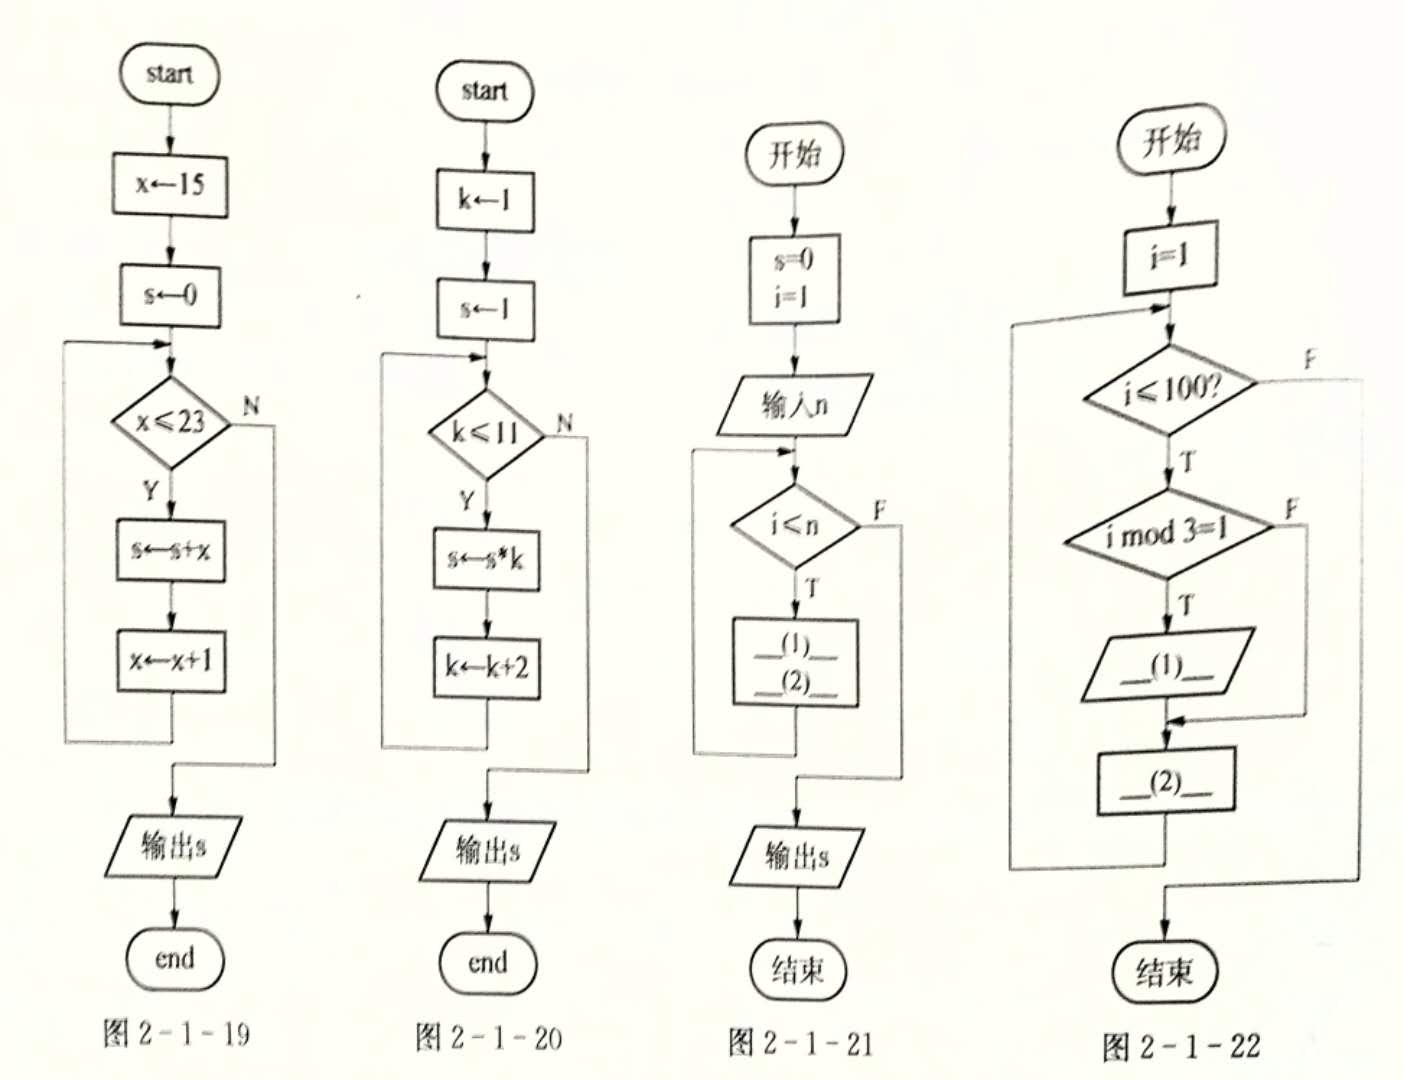 start
x←15
s←0
x≤23
N
Y
s←s+x
x←x+1
输出s
end
图2-1-19
start
k←1
s←1
k≤11
N
Y
s←s*k
k←k+2
输出s
end
图2-1-20
开始
s=0
i=1
输入n
i≤n
F
T
__(1)__
__(2)__
输出s
结束
图2-1-21
开始
i=1
i≤100?
F
T
i mod 3=1
F
T
__(1)__
__(2)__
结束
图2-1-22